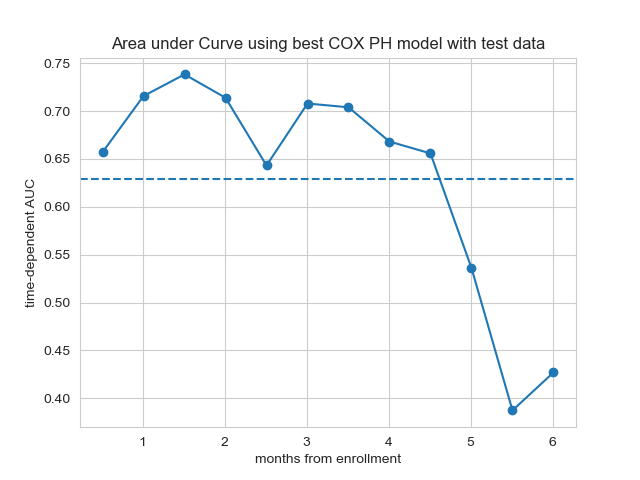 Area under Curve using best COX PH model with test data
time-dependent AUC
0.75
0.70
0.65
0.60
0.55
0.50
0.45
0.40
1 2 3 4 5 6
months from enrollment